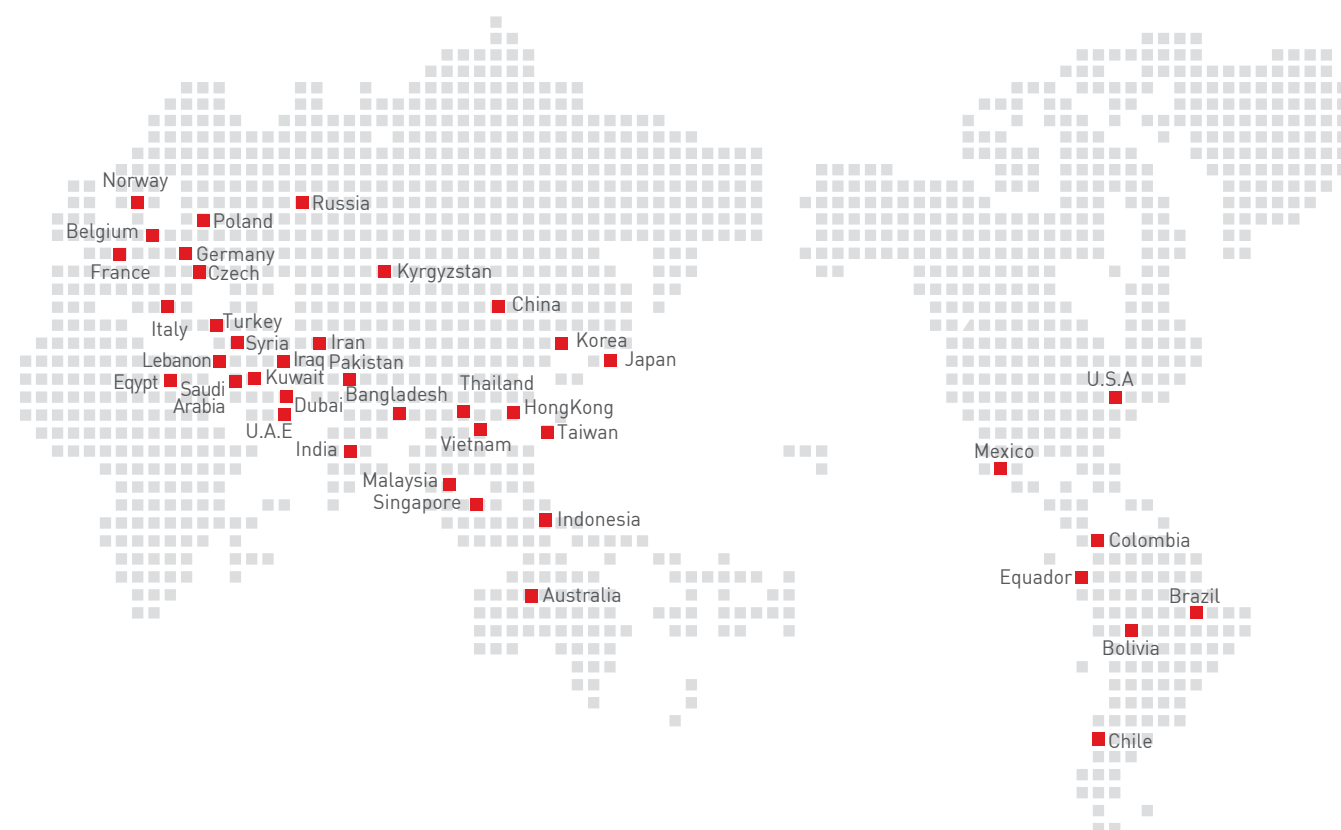 Norway
Russia
Poland
Belgium
Germany
France
Czech
Kyrgyzstan
China
Italy
Turkey
Syria
Iran
Korea
Lebanon
Iraq
Pakistan
Japan
Eqypt
Saudi
Arabia
Kuwait
Bangladesh
Thailand
U.S.A
Dubai
HongKong
U.A.E
Vietnam
Taiwan
India
Mexico
Malaysia
Singapore
Indonesia
Colombia
Equador
Australia
Brazil
Bolivia
Chile